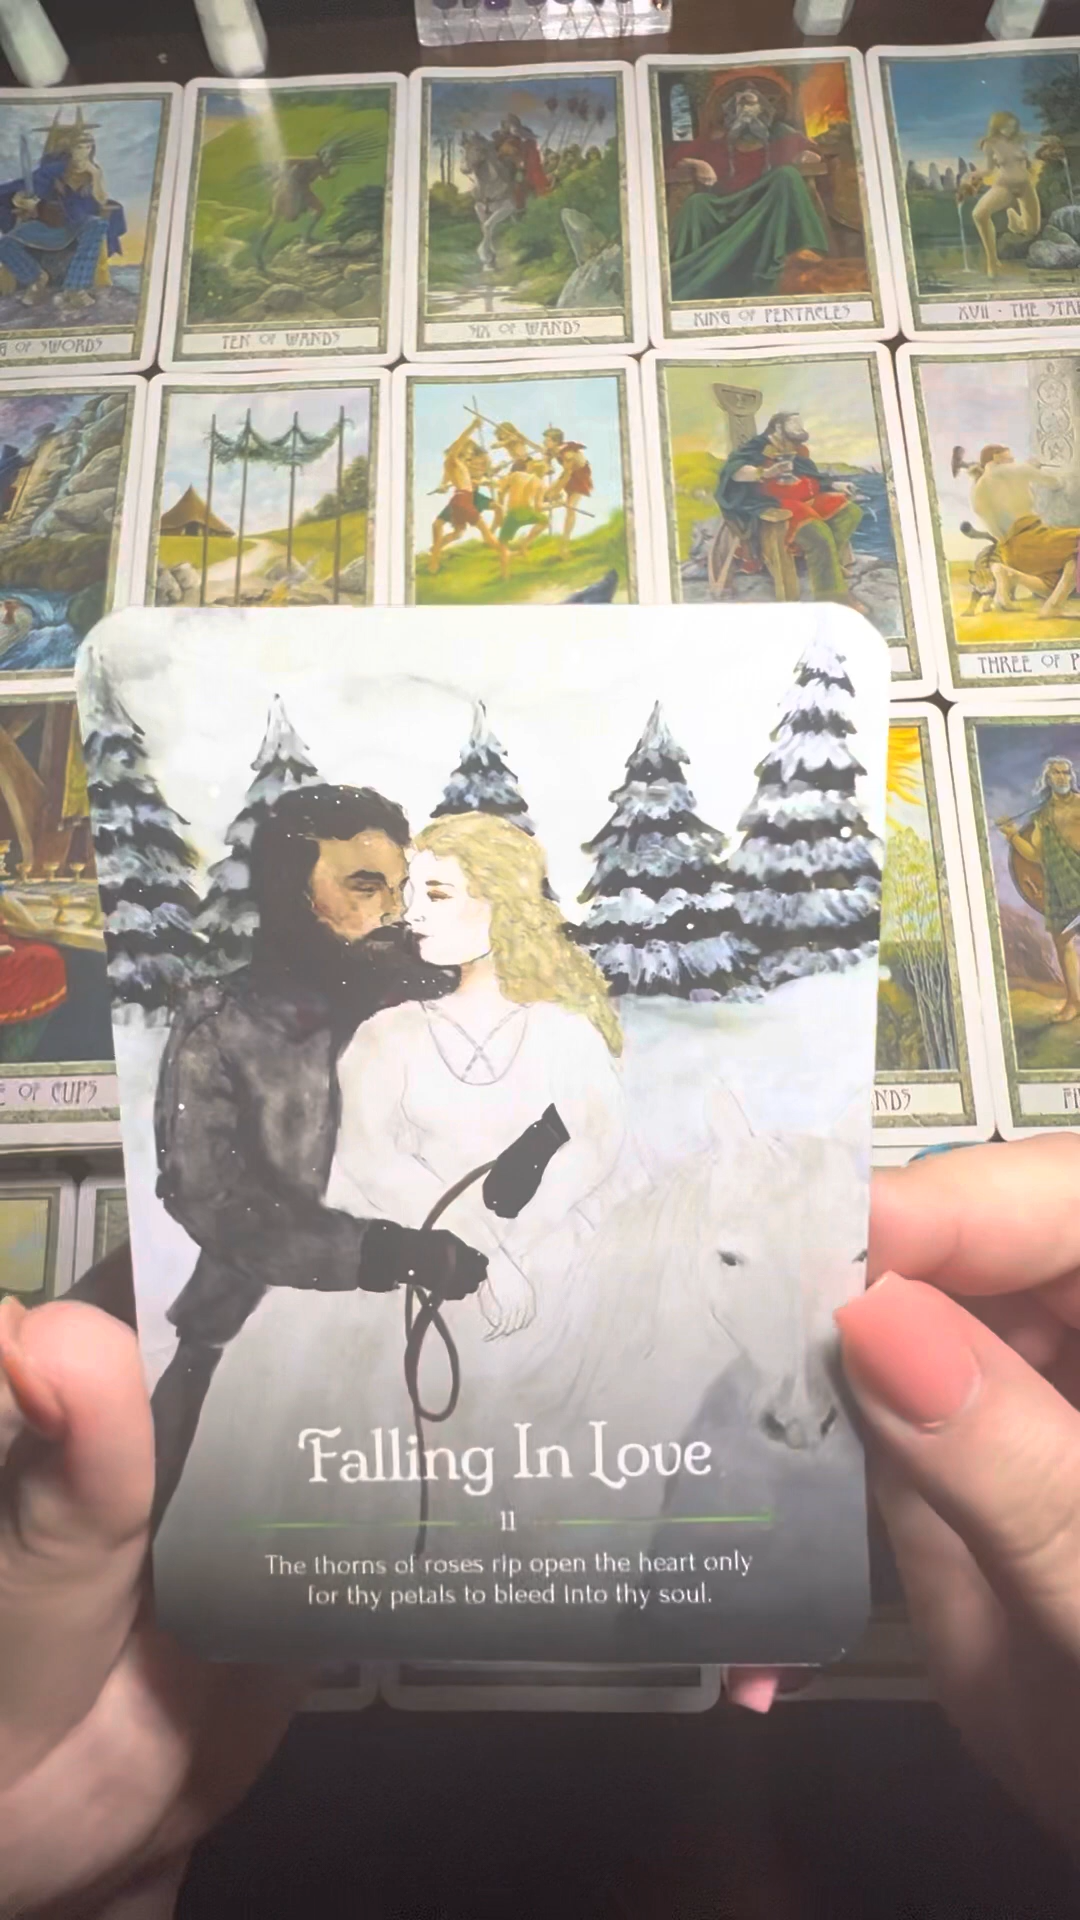 OF SWORDS
TEN OF WANDS
SIX OF WANDS
KING OF PENTACLES
XVII · THE STAR
THREE OF P
OF CUPS
NDS
Falling In Love
11
The thorns of roses rip open the heart only
for thy petals to bleed into thy soul.